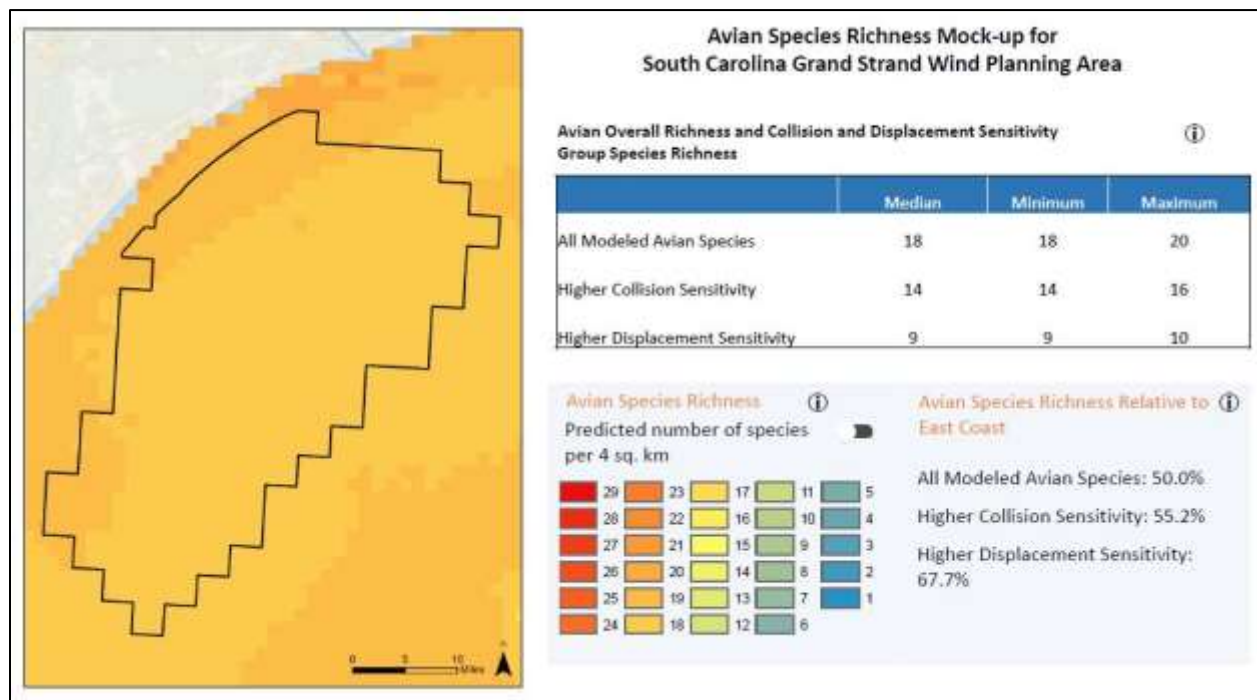 Avian Species Richness Mock-up for
South Carolina Grand Strand Wind Planning Area
Avian Overall Richness and Collision and Displacement Sensitivity
Group Species Richness
Median Minimum Maximum
All Modeled Avian Species 18 18 20
Higher Collision Sensitivity 14 14 16
Higher Displacement Sensitivity 9 9 10
Avian Species Richness
Predicted number of species
per 4 sq. km
29 23 17 11 5
28 22 16 10 4
27 21 15 9 3
26 20 14 8 2
25 19 13 7 1
24 18 12 6
Avian Species Richness Relative to
East Coast
All Modeled Avian Species: 50.0%
Higher Collision Sensitivity: 55.2%
Higher Displacement Sensitivity:
67.7%
0 5 10
Miles